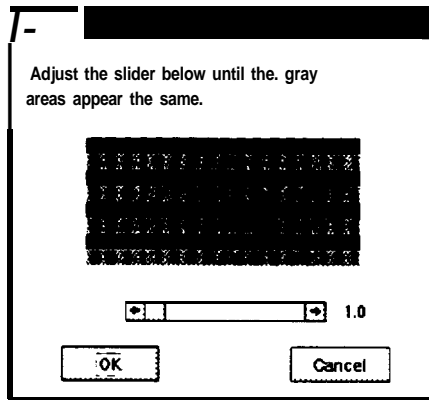 Adjust the slider below until the. gray
areas appear the same.
1.0
OK
Cancel